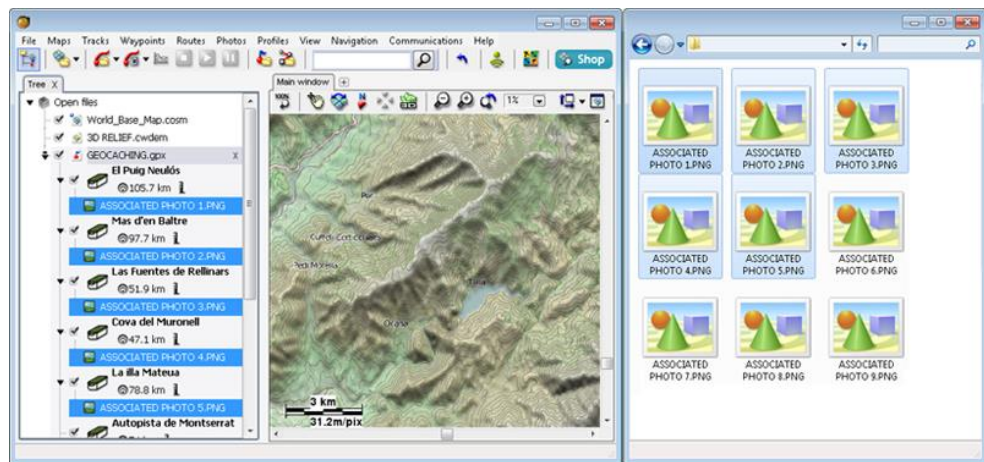 File Maps Tracks Waypoints Routes Photos Profiles View Navigation Communications Help
Shop
Tree X
Main window
100%
1%
Open files
World_Base_Map.cosm
3D RELIEF.cwdem
GEOCACHING.gpx x
El Puig Neulós
105.7 km
ASSOCIATED PHOTO 1.PNG
Mas d'en Baltre
97.7 km
ASSOCIATED PHOTO 2.PNG
Las Fuentes de Rellinars
51.9 km
ASSOCIATED PHOTO 3.PNG
Cova del Muronell
47.1 km
ASSOCIATED PHOTO 4.PNG
La illa Mateua
78.8 km
ASSOCIATED PHOTO 5.PNG
Autopista de Montserrat
3 km
31.2m/pix
ASSOCIATED
PHOTO 1.PNG
ASSOCIATED
PHOTO 2.PNG
ASSOCIATED
PHOTO 3.PNG
ASSOCIATED
PHOTO 4.PNG
ASSOCIATED
PHOTO 5.PNG
ASSOCIATED
PHOTO 6.PNG
ASSOCIATED
PHOTO 7.PNG
ASSOCIATED
PHOTO 8.PNG
ASSOCIATED
PHOTO 9.PNG